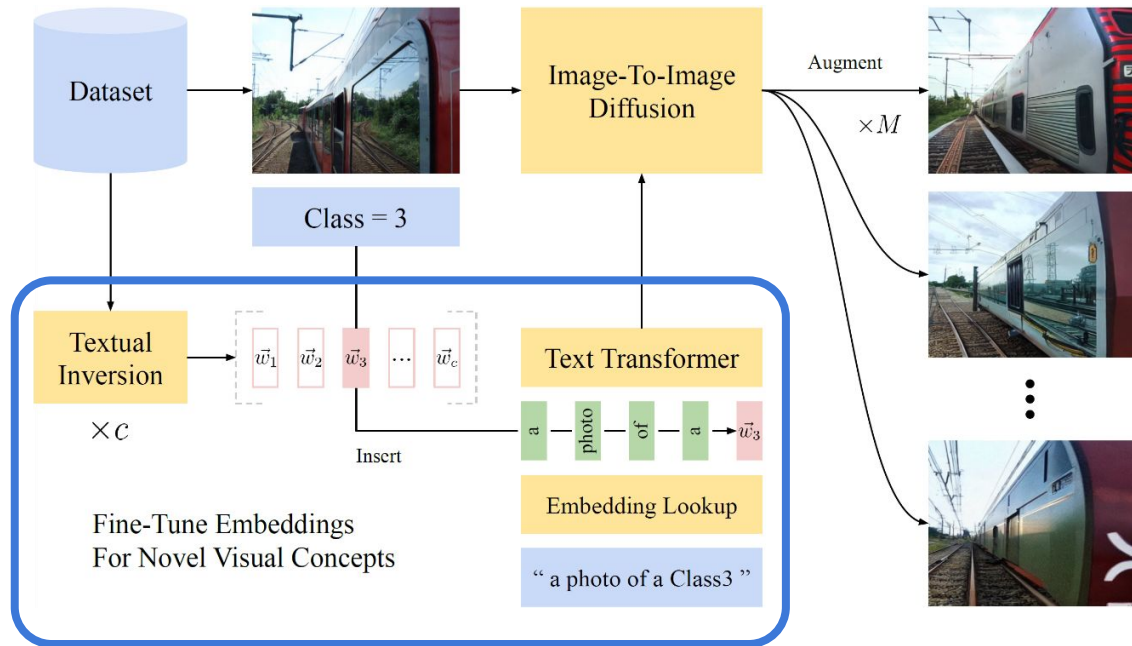 Dataset
Image-To-Image
Diffusion
Augment
×M
Class = 3
Textual
Inversion
×c
w⃗₁ w⃗₂ w⃗₃ ... w⃗c
Insert
Text Transformer
a photo of a w⃗₃
Embedding Lookup
“ a photo of a Class3 ”
Fine-Tune Embeddings
For Novel Visual Concepts